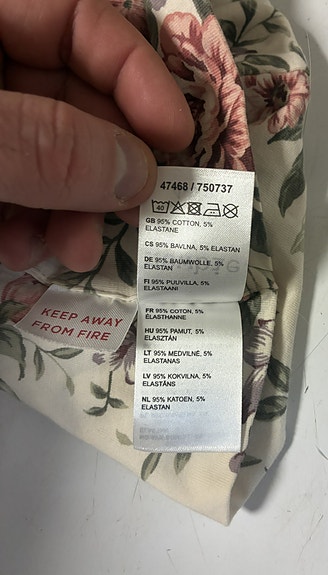 47468 / 750737
40
GB 95% COTTON, 5%
ELASTANE
CS 95% BAVLNA, 5% ELASTAN
DE 95% BAUMWOLLE, 5%
ELASTAN
FI 95% PUUVILLA, 5%
ELASTAANI
FR 95% COTON, 5%
ÉLASTHANNE
HU 95% PAMUT, 5%
ELASZTÁN
LT 95% MEDVILNĖ, 5%
ELASTANAS
LV 95% KOKVILNA, 5%
ELASTĀNS
NL 95% KATOEN, 5%
ELASTAN
KEEP AWAY
FROM FIRE